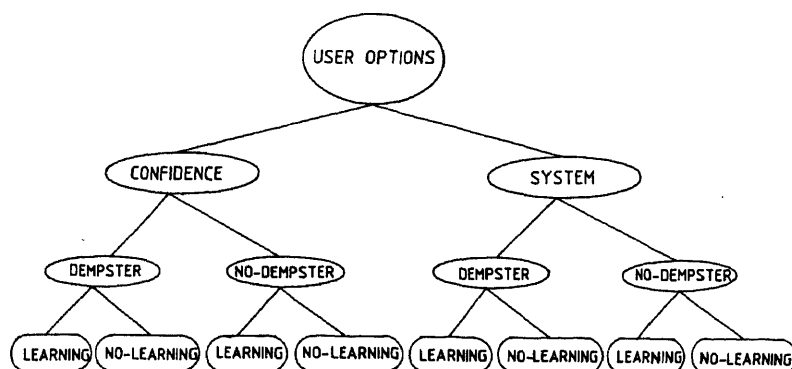 USER OPTIONS
CONFIDENCE
SYSTEM
DEMPSTER
NO-DEMPSTER
DEMPSTER
NO-DEMPSTER
LEARNING
NO-LEARNING
LEARNING
NO-LEARNING
LEARNING
NO-LEARNING
LEARNING
NO-LEARNING